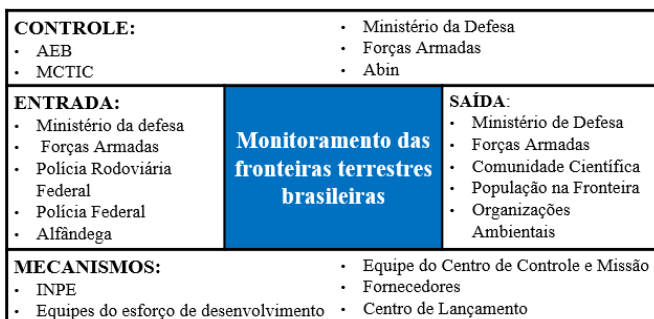 CONTROLE:
• AEB
• MCTIC
• Ministério da Defesa
• Forças Armadas
• Abin
ENTRADA:
• Ministério da defesa
• Forças Armadas
• Polícia Rodoviária
Federal
• Polícia Federal
• Alfândega
Monitoramento das
fronteiras terrestres
brasileiras
SAÍDA:
• Ministério de Defesa
• Forças Armadas
• Comunidade Científica
• População na Fronteira
• Organizações
Ambientais
MECANISMOS:
• INPE
• Equipes do esforço de desenvolvimento
• Equipe do Centro de Controle e Missão
• Fornecedores
• Centro de Lançamento